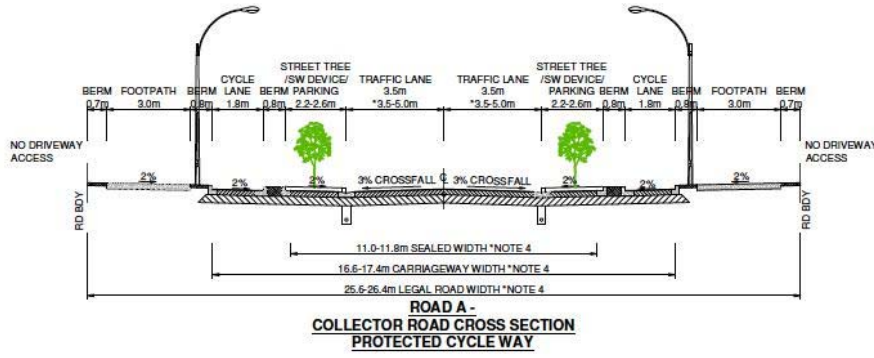 STREET TREE
/SW DEVICE/
PARKING
2.2-2.6m
TRAFFIC LANE
3.5m
*3.5-5.0m
TRAFFIC LANE
3.5m
*3.5-5.0m
STREET TREE
/SW DEVICE/
PARKING
2.2-2.6m
BERM
0.7m
FOOTPATH
3.0m
BERM
0.8m
CYCLE
LANE
1.8m
BERM
0.8m
BERM
0.8m
CYCLE
LANE
1.8m
BERM
0.8m
FOOTPATH
3.0m
BERM
0.7m
NO DRIVEWAY
ACCESS
NO DRIVEWAY
ACCESS
2%
2%
2%
3% CROSSFALL
3% CROSSFALL
2%
2%
2%
RD BDY
RD BDY
11.0-11.8m SEALED WIDTH *NOTE 4
16.6-17.4m CARRIAGEWAY WIDTH *NOTE 4
25.6-26.4m LEGAL ROAD WIDTH *NOTE 4
ROAD A -
COLLECTOR ROAD CROSS SECTION
PROTECTED CYCLE WAY